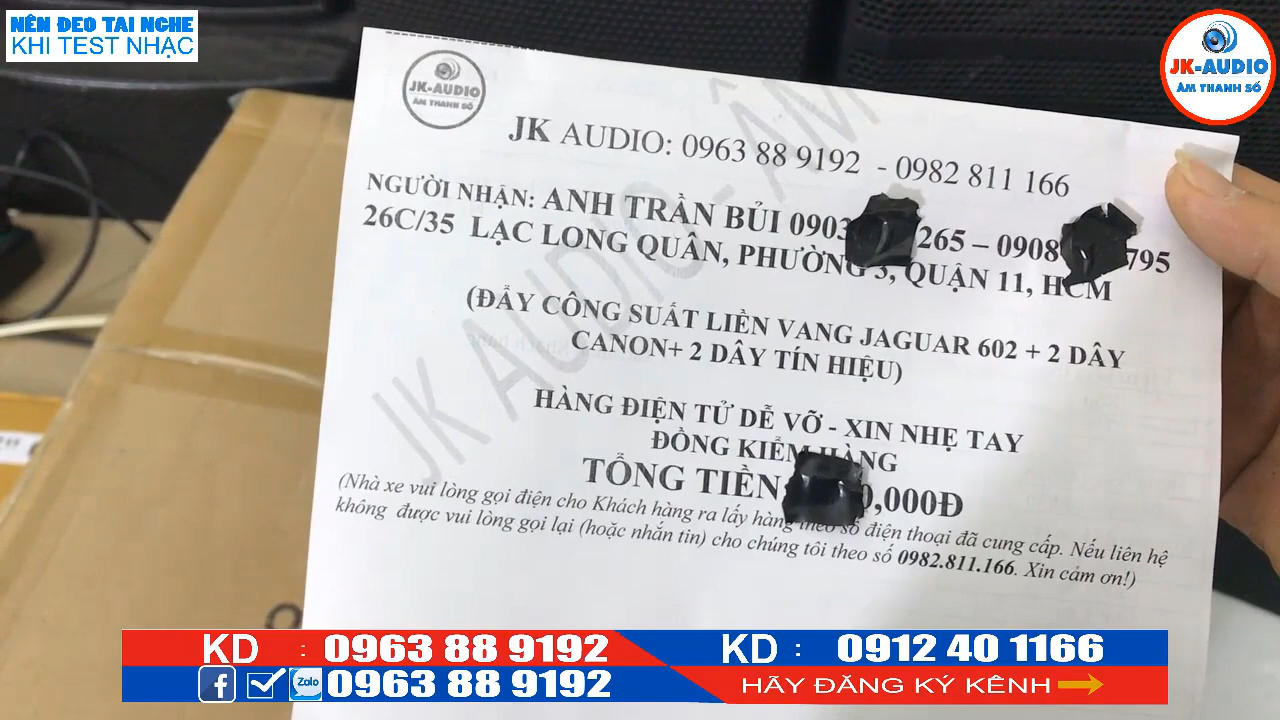 NÊN ĐEO TAI NGHE
KHI TEST NHẠC
JK-AUDIO
ÂM THANH SỐ
JK-AUDIO
ÂM THANH SỐ
JK AUDIO: 0963 88 9192 - 0982 811 166
NGƯỜI NHẬN: ANH TRẦN BỦI 0903 265 – 0908 795
26C/35 LẠC LONG QUÂN, PHƯỜNG 3, QUẬN 11, HCM
(ĐẨY CÔNG SUẤT LIỀN VANG JAGUAR 602 + 2 DÂY
CANON+ 2 DÂY TÍN HIỆU)
HÀNG ĐIỆN TỬ DỄ VỠ - XIN NHẸ TAY
ĐỒNG KIỂM HÀNG
TỔNG TIỀN 0,000Đ
(Nhà xe vui lòng gọi điện cho Khách hàng ra lấy hàng theo số điện thoại đã cung cấp. Nếu liên hệ
không được vui lòng gọi lại (hoặc nhắn tin) cho chúng tôi theo số 0982.811.166. Xin cảm ơn!)
JK AUDIO - ÂM
KD : 0963 88 9192
KD : 0912 40 1166
Zalo 0963 88 9192
HÃY ĐĂNG KÝ KÊNH